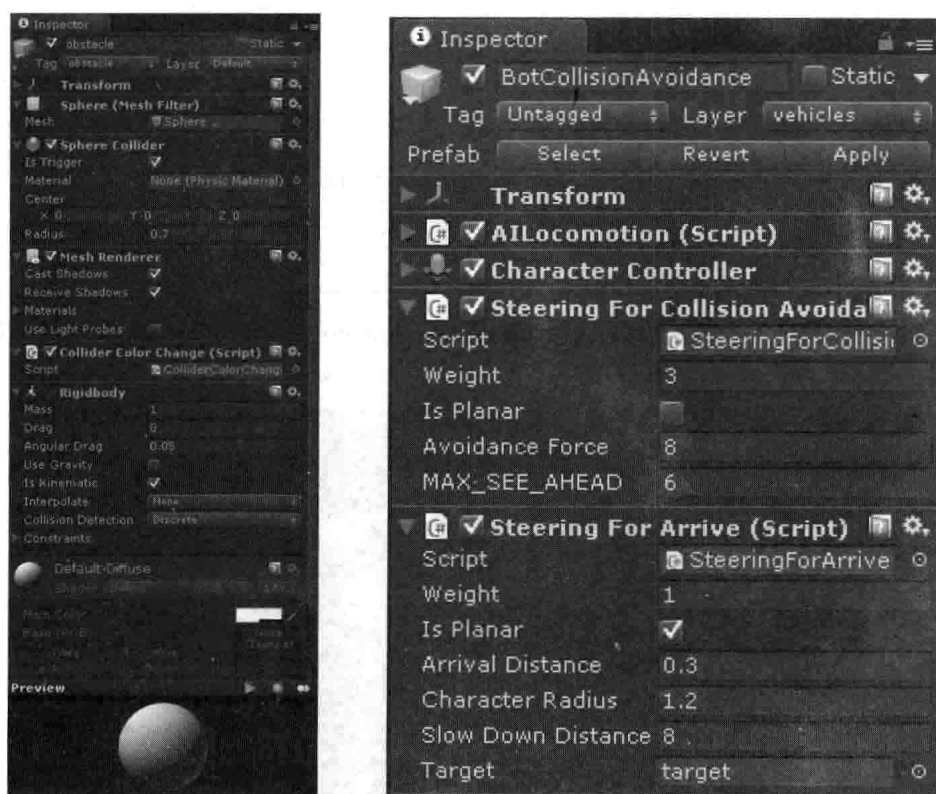 Inspector
obstacle Static
Tag obstacle Layer Default
Transform
Sphere (Mesh Filter)
Mesh Sphere
Sphere Collider
Is Trigger
Material None (Physic Material)
Center
X 0 Y 0 Z 0
Radius 0.7
Mesh Renderer
Cast Shadows
Receive Shadows
Materials
Use Light Probes
Collider Color Change (Script)
Script ColliderColorChang
Rigidbody
Mass 1
Drag 0
Angular Drag 0.05
Use Gravity
Is Kinematic
Interpolate None
Collision Detection Discrete
Constraints
Default-Diffuse
Shader
Main Color
Preview
Inspector
BotCollisionAvoidance Static
Tag Untagged Layer vehicles
Prefab Select Revert Apply
Transform
AILocomotion (Script)
Character Controller
Steering For Collision Avoida
Script SteeringForCollisi
Weight 3
Is Planar
Avoidance Force 8
MAX_SEE_AHEAD 6
Steering For Arrive (Script)
Script SteeringForArrive
Weight 1
Is Planar
Arrival Distance 0.3
Character Radius 1.2
Slow Down Distance 8
Target target